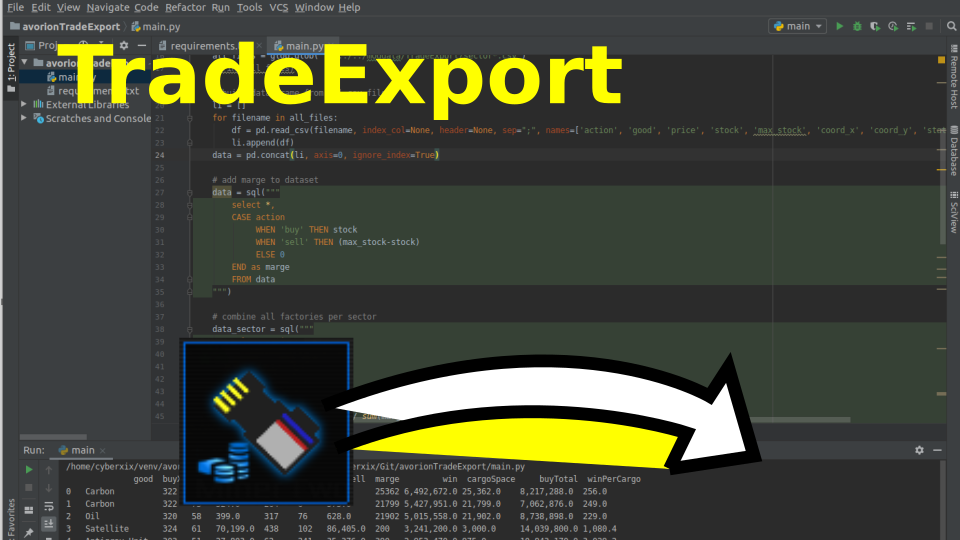 File Edit View Navigate Code Refactor Run Tools VCS Window Help
avorionTradeExport main.py main
TradeExport
requirements. main.py
1: Project
main.py
External Libraries
Scratches and Console
Remote Host
Database
SciView
li = []
21 for filename in all_files:
22 df = pd.read_csv(filename, index_col=None, header=None, sep=";", names=['action', 'good', 'price', 'stock', 'max_stock', 'coord_x', 'coord_y',
23 li.append(df)
24 data = pd.concat(li, axis=0, ignore_index=True)
25
26 # add marge to dataset
27 data = sql("""
28 select *,
29 CASE action
30 WHEN 'buy' THEN stock
31 WHEN 'sell' THEN (max_stock-stock)
32 ELSE 0
33 END as marge
34 FROM data
35 """)
36
37 # combine all factories per sector
38 data_sector = sql("""
39
40
41
42
43
44
45
Run: main
Favorites
/home/cyberxix/venv/avor erxix/Git/avorionTradeExport/main.py
good buy ell marge win cargoSpace buyTotal winPerCargo
0 Carbon 322 25362 6,492,672.0 25,362.0 8,217,288.0 256.0
1 Carbon 322 21799 5,427,951.0 21,799.0 7,062,876.0 249.0
2 Oil 320 58 399.0 317 76 628.0 21902 5,015,558.0 21,902.0 8,738,898.0 229.0
3 Satellite 324 61 70,199.0 438 102 86,405.0 200 3,241,200.0 3,000.0 14,039,800.0 1,080.4